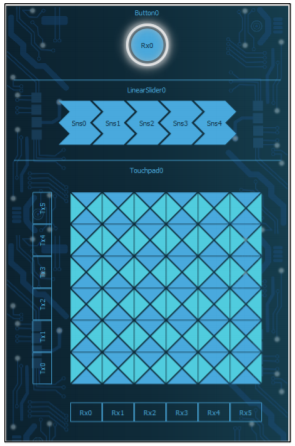 Button0
Rx0
LinearSlider0
Sns0 Sns1 Sns2 Sns3 Sns4
Touchpad0
Tx5
Tx4
Tx3
Tx2
Tx1
Tx0
Rx0 Rx1 Rx2 Rx3 Rx4 Rx5